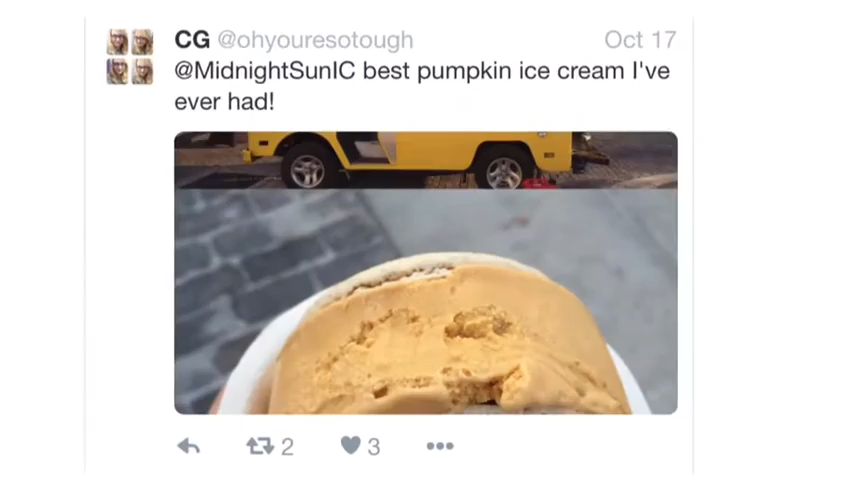 CG @ohyouresotough Oct 17
@MidnightSunIC best pumpkin ice cream I've
ever had!
2 3